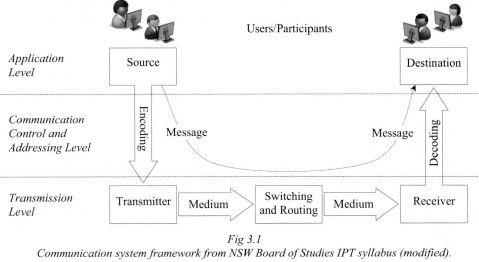 Users/Participants
Application
Level
Source
Destination
Encoding
Communication
Control and
Addressing Level
Message
Message
Decoding
Transmission
Level
Transmitter
Medium
Switching
and Routing
Medium
Receiver
Fig 3.1
Communication system framework from NSW Board of Studies IPT syllabus (modified).